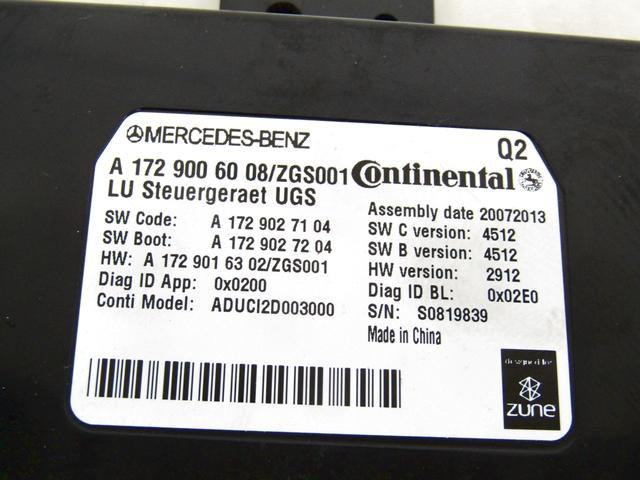 MERCEDES-BENZ
Q2
A 172 900 60 08/ZGS001
Continental
LU Steuergeraet UGS
Assembly date 20072013
SW Code: A 172 902 71 04
SW C version: 4512
SW Boot: A 172 902 72 04
SW B version: 4512
HW: A 172 901 63 02/ZGS001
HW version: 2912
Diag ID App: 0x0200
Diag ID BL: 0x02E0
Conti Model: ADUCI2D003000
S/N: S0819839
Made in China
designed for
zune